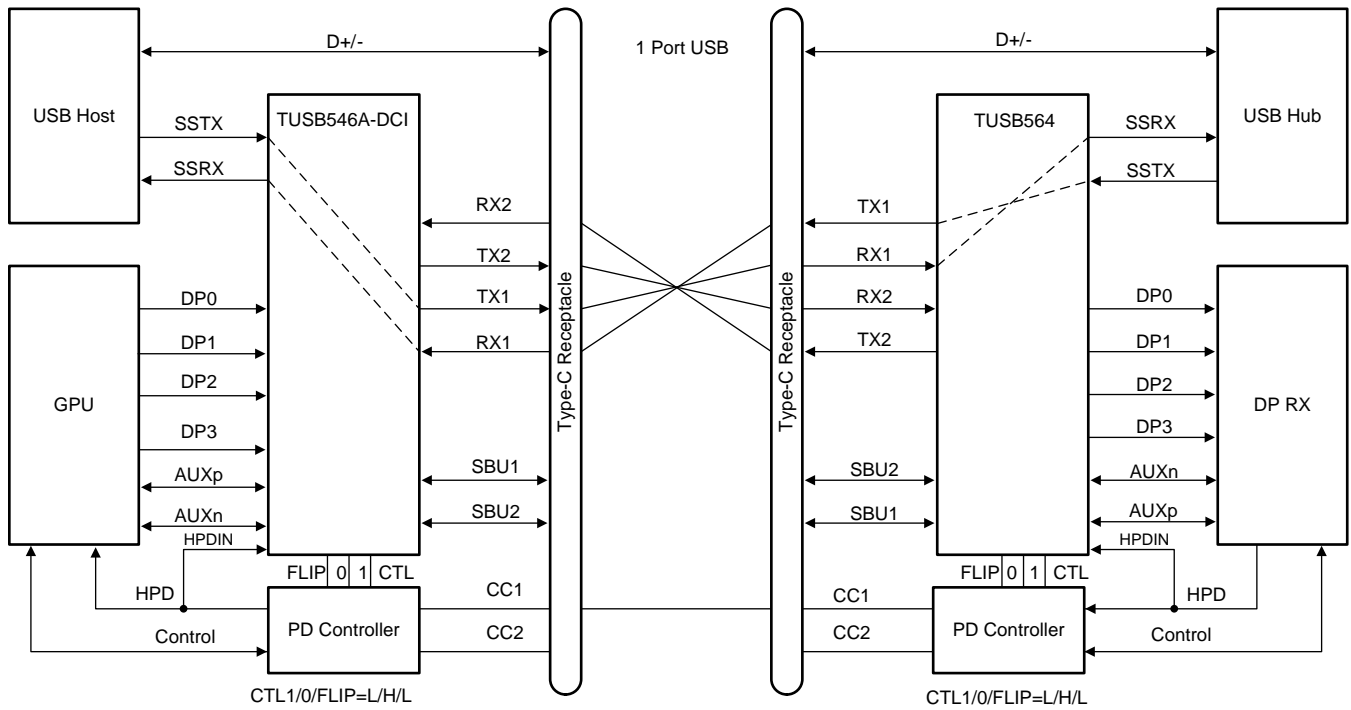 D+/-
1 Port USB
D+/-
USB Host
SSTX
SSRX
TUSB546A-DCI
RX2
TX2
TX1
RX1
TUSB564
TX1
RX1
RX2
TX2
SSRX
SSTX
USB Hub
GPU
DP0
DP1
DP2
DP3
AUXp
AUXn
HPDIN
HPD
Control
SBU1
SBU2
Type-C Receptacle
Type-C Receptacle
SBU2
SBU1
DP0
DP1
DP2
DP3
AUXn
AUXp
HPDIN
HPD
Control
DP RX
FLIP 0 1 CTL
PD Controller
CC1
CC2
CTL1/0/FLIP=L/H/L
CC1
CC2
FLIP 0 1 CTL
PD Controller
CTL1/0/FLIP=L/H/L